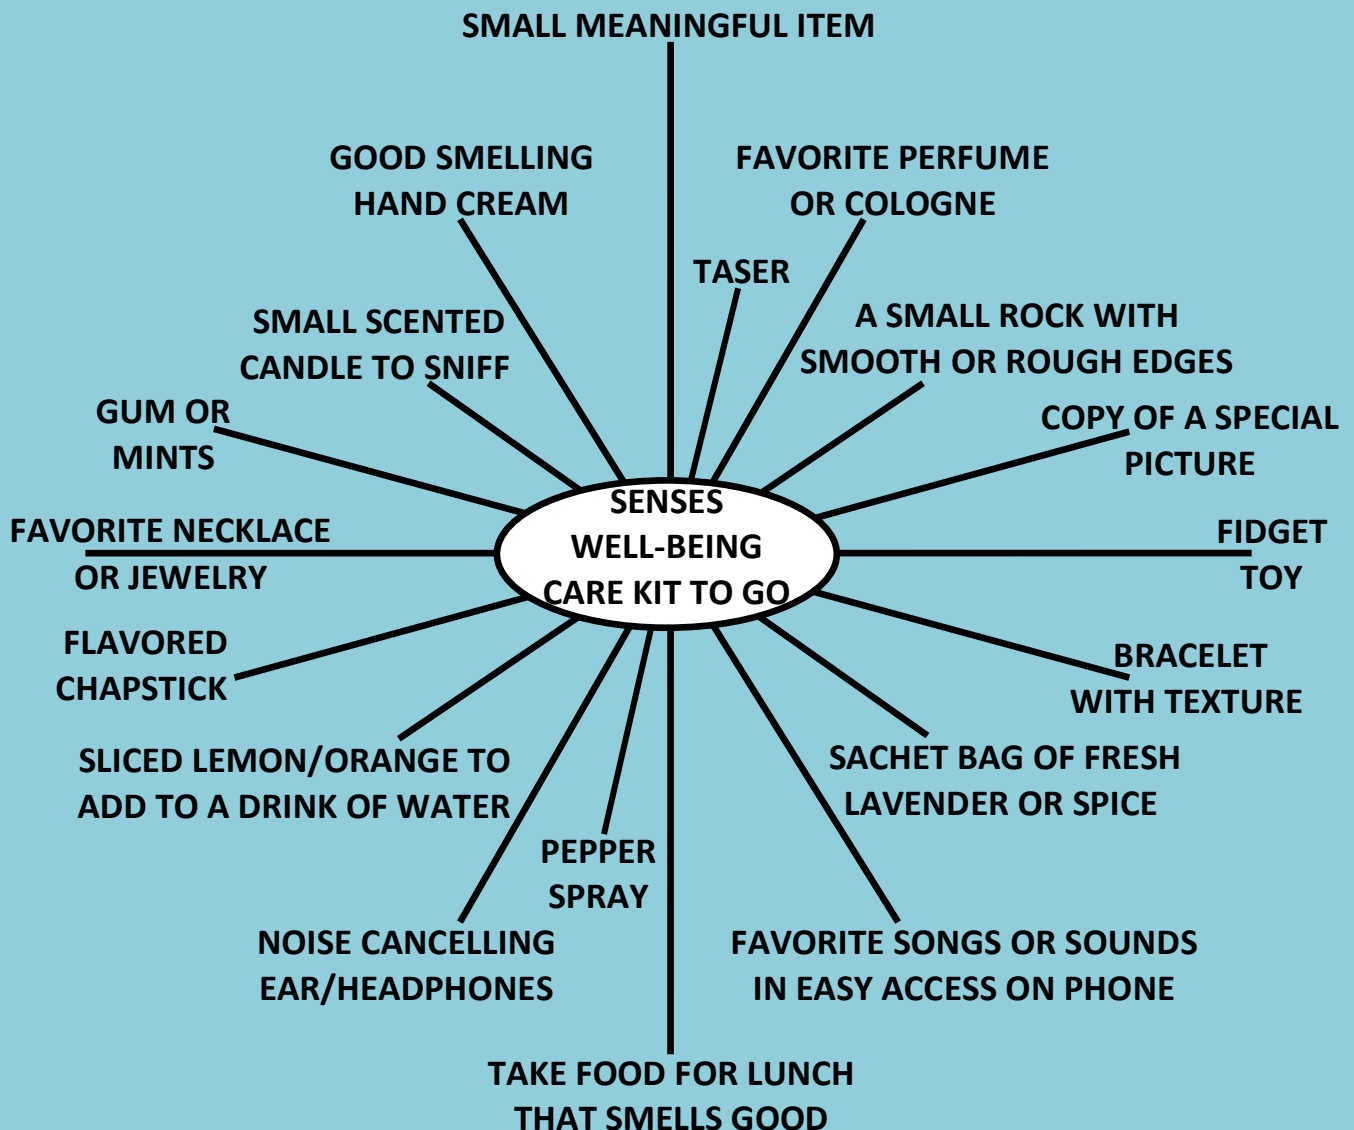 SMALL MEANINGFUL ITEM
GOOD SMELLING
HAND CREAM
FAVORITE PERFUME
OR COLOGNE
TASER
SMALL SCENTED
CANDLE TO SNIFF
A SMALL ROCK WITH
SMOOTH OR ROUGH EDGES
GUM OR
MINTS
COPY OF A SPECIAL
PICTURE
SENSES
WELL-BEING
CARE KIT TO GO
FAVORITE NECKLACE
OR JEWELRY
FIDGET
TOY
FLAVORED
CHAPSTICK
BRACELET
WITH TEXTURE
SLICED LEMON/ORANGE TO
ADD TO A DRINK OF WATER
SACHET BAG OF FRESH
LAVENDER OR SPICE
PEPPER
SPRAY
NOISE CANCELLING
EAR/HEADPHONES
FAVORITE SONGS OR SOUNDS
IN EASY ACCESS ON PHONE
TAKE FOOD FOR LUNCH
THAT SMELLS GOOD